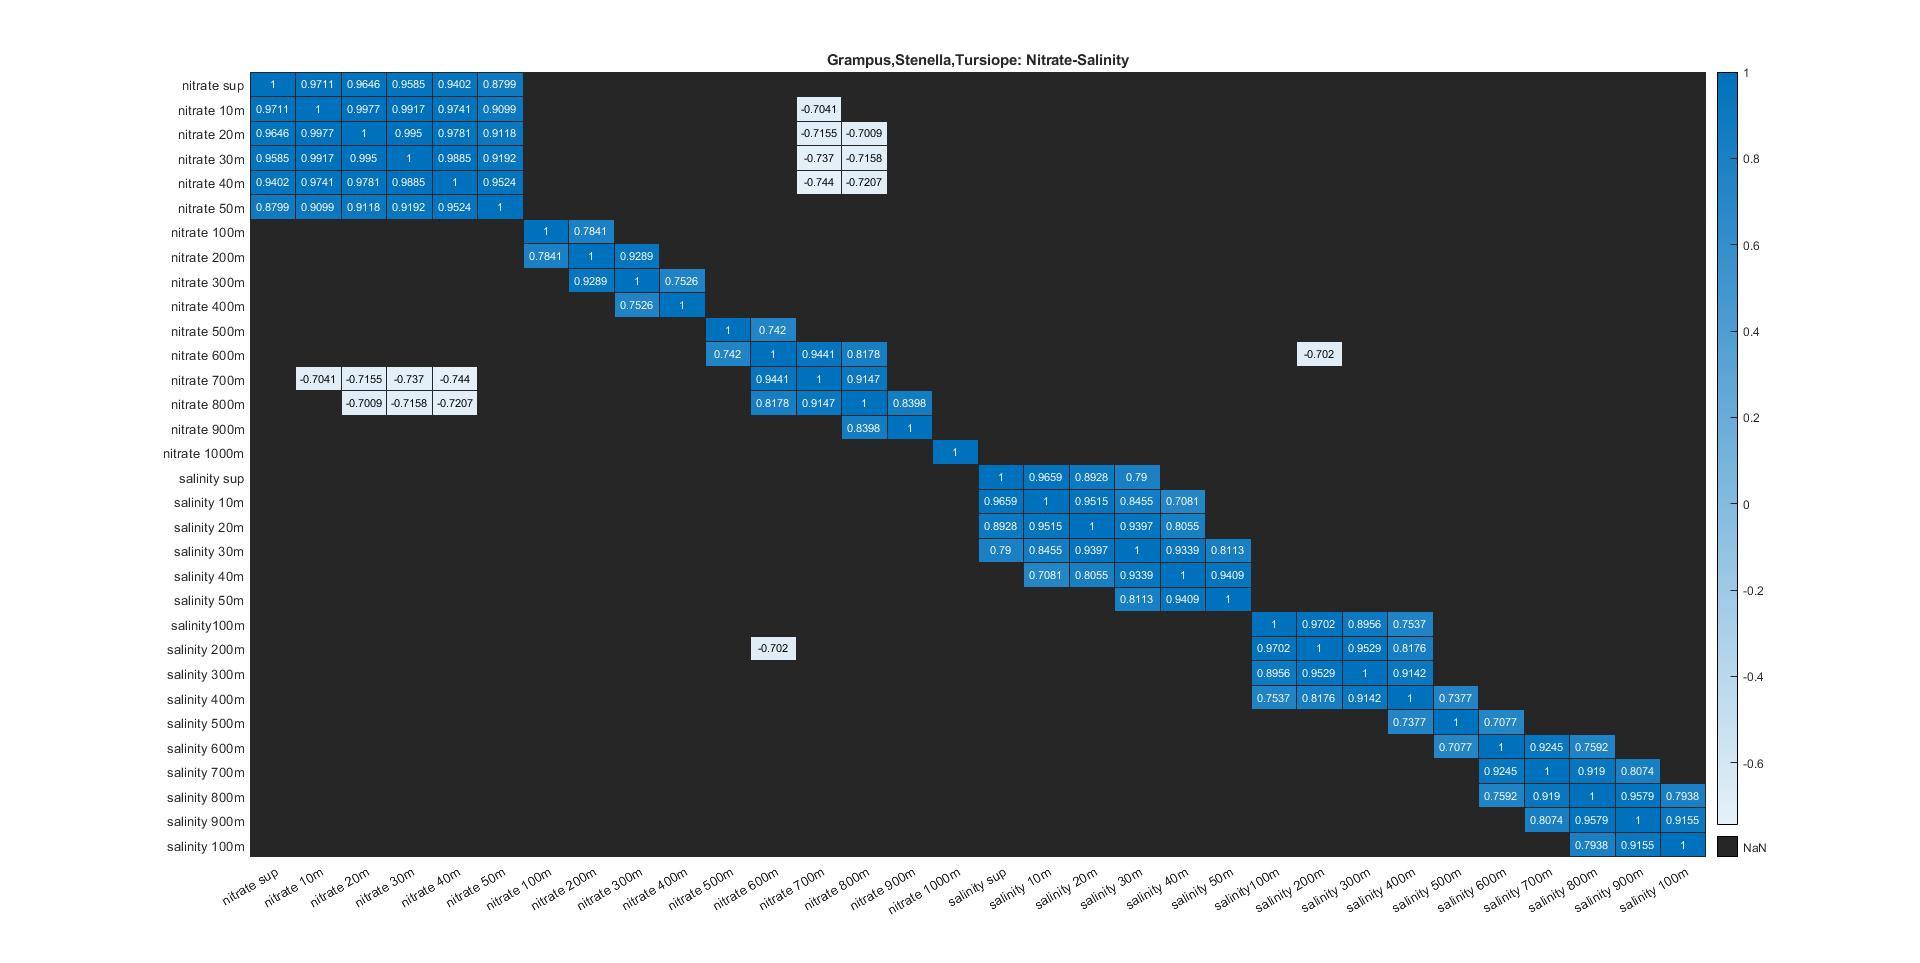 Grampus,Stenella,Tursiope: Nitrate-Salinity
nitrate sup 1 0.9711 0.9646 0.9585 0.9402 0.8799
nitrate 10m 0.9711 1 0.9977 0.9917 0.9741 0.9099 -0.7041
nitrate 20m 0.9646 0.9977 1 0.995 0.9781 0.9118 -0.7155 -0.7009
nitrate 30m 0.9585 0.9917 0.995 1 0.9885 0.9192 -0.737 -0.7158
nitrate 40m 0.9402 0.9741 0.9781 0.9885 1 0.9524 -0.744 -0.7207
nitrate 50m 0.8799 0.9099 0.9118 0.9192 0.9524 1
nitrate 100m 1 0.7841
nitrate 200m 0.7841 1 0.9289
nitrate 300m 0.9289 1 0.7526
nitrate 400m 0.7526 1
nitrate 500m 1 0.742
nitrate 600m 0.742 1 0.9441 0.8178 -0.702
nitrate 700m -0.7041 -0.7155 -0.737 -0.744 0.9441 1 0.9147
nitrate 800m -0.7009 -0.7158 -0.7207 0.8178 0.9147 1 0.8398
nitrate 900m 0.8398 1
nitrate 1000m 1
salinity sup 1 0.9659 0.8928 0.79
salinity 10m 0.9659 1 0.9515 0.8455 0.7081
salinity 20m 0.8928 0.9515 1 0.9397 0.8055
salinity 30m 0.79 0.8455 0.9397 1 0.9339 0.8113
salinity 40m 0.7081 0.8055 0.9339 1 0.9409
salinity 50m 0.8113 0.9409 1
salinity100m 1 0.9702 0.8956 0.7537
salinity 200m -0.702 0.9702 1 0.9529 0.8176
salinity 300m 0.8956 0.9529 1 0.9142
salinity 400m 0.7537 0.8176 0.9142 1 0.7377
salinity 500m 0.7377 1 0.7077
salinity 600m 0.7077 1 0.9245 0.7592
salinity 700m 0.9245 1 0.919 0.8074
salinity 800m 0.7592 0.919 1 0.9579 0.7938
salinity 900m 0.8074 0.9579 1 0.9155
salinity 100m 0.7938 0.9155 1
nitrate sup
nitrate 10m
nitrate 20m
nitrate 30m
nitrate 40m
nitrate 50m
nitrate 100m
nitrate 200m
nitrate 300m
nitrate 400m
nitrate 500m
nitrate 600m
nitrate 700m
nitrate 800m
nitrate 900m
nitrate 1000m
salinity sup
salinity 10m
salinity 20m
salinity 30m
salinity 40m
salinity 50m
salinity100m
salinity 200m
salinity 300m
salinity 400m
salinity 500m
salinity 600m
salinity 700m
salinity 800m
salinity 900m
salinity 100m
1
0.8
0.6
0.4
0.2
0
-0.2
-0.4
-0.6
NaN